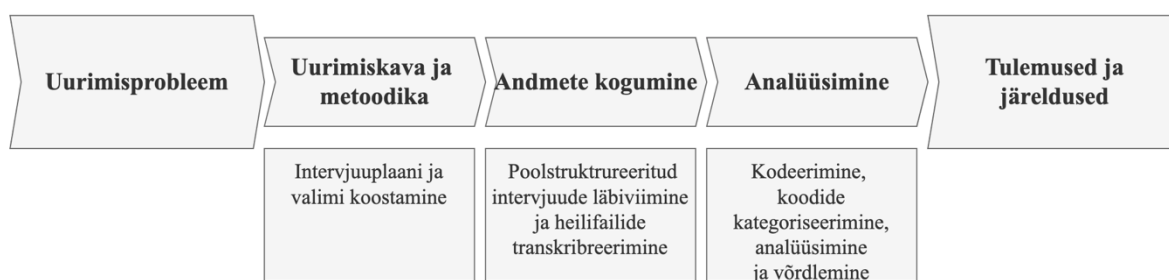 Uurimisprobleem
Uurimiskava ja
metoodika
Andmete kogumine
Analüüsimine
Tulemused ja
järeldused
Intervjuuplaani ja
valimi koostamine
Poolstruktrureeritud
intervjuude läbiviimine
ja heilifailide
transkribreerimine
Kodeerimine,
koodide
kategoriseerimine,
analüüsimine
ja võrdlemine